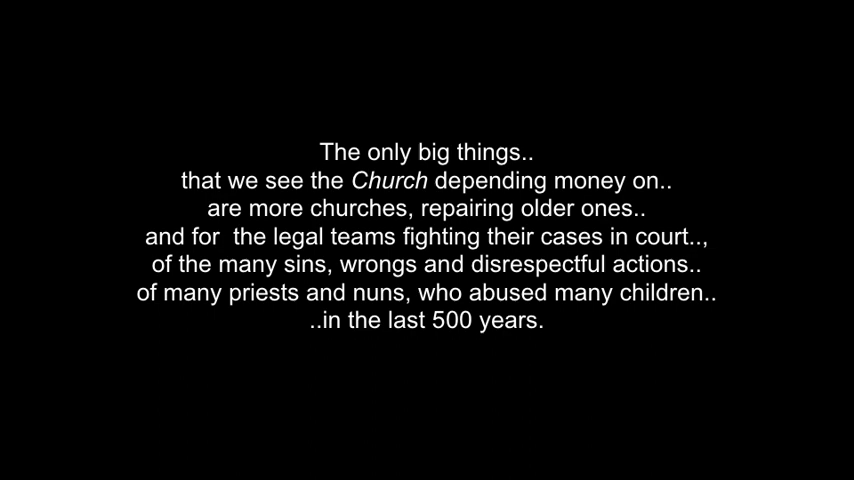 The only big things..
that we see the Church depending money on..
are more churches, repairing older ones..
and for  the legal teams fighting their cases in court..,
of the many sins, wrongs and disrespectful actions..
of many priests and nuns, who abused many children..
..in the last 500 years.